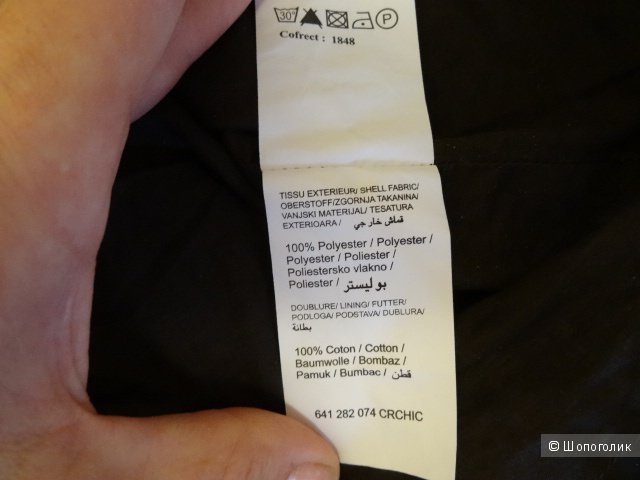 30°
P
Cofrect : 1848
TISSU EXTERIEUR/ SHELL FABRIC/
OBERSTOFF/ZGORNJA TAKANINA/
VANJSKI MATERIJAL/ TESATURA
EXTERIOARA / قماش خارجي
100% Polyester / Polyester /
Polyester / Poliester /
Poliestersko vlakno /
Poliester / بوليستر
DOUBLURE/ LINING/ FUTTER/
PODLOGA/ PODSTAVA/ DUBLURA/
بطانة
100% Coton / Cotton /
Baumwolle / Bombaz /
Pamuk / Bumbac / قطن
641 282 074 CRCHIC
© Шопоголик